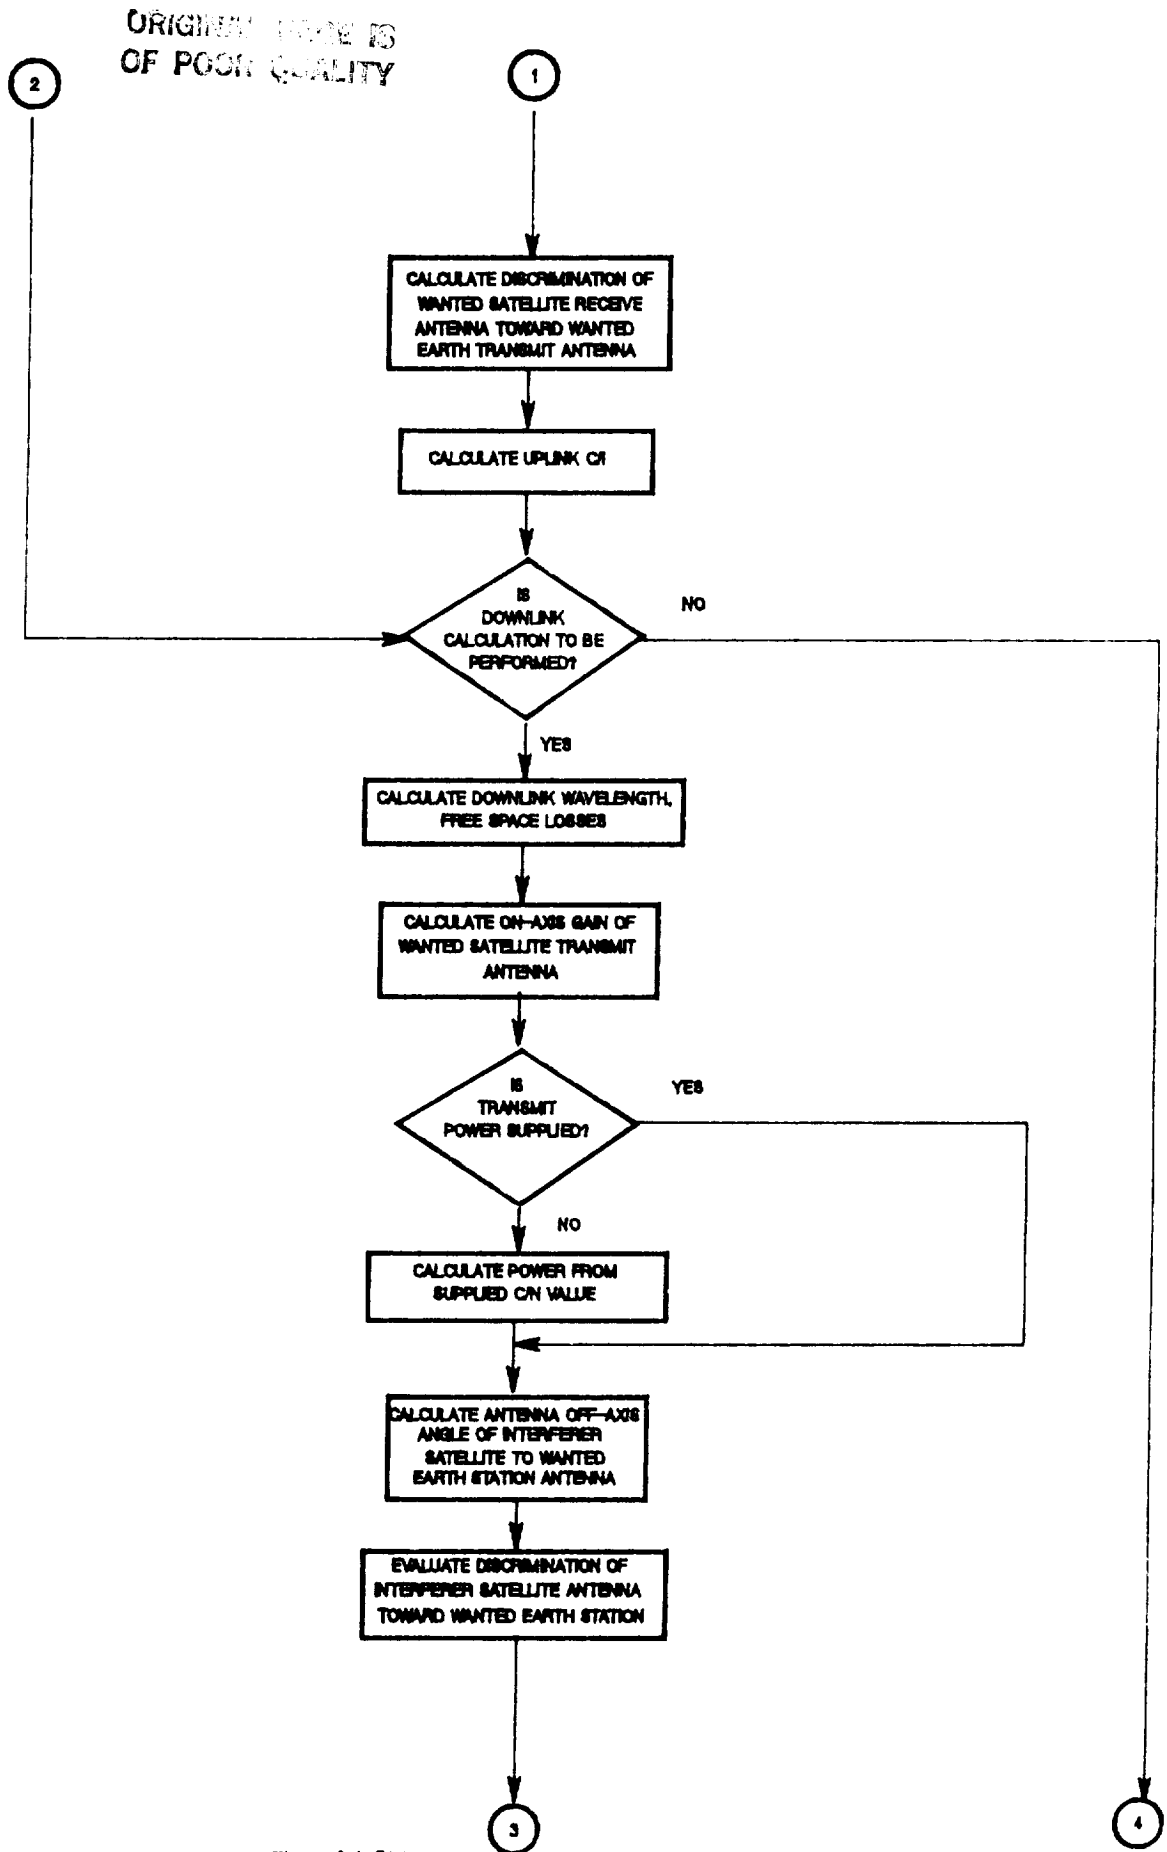 ORIGINAL PAGE IS
OF POOR QUALITY
2
1
CALCULATE DISCRIMINATION OF
WANTED SATELLITE RECEIVE
ANTENNA TOWARD WANTED
EARTH TRANSMIT ANTENNA
CALCULATE UPLINK C/I
IS
DOWNLINK
CALCULATION TO BE
PERFORMED?
NO
YES
CALCULATE DOWNLINK WAVELENGTH,
FREE SPACE LOSSES
CALCULATE ON-AXIS GAIN OF
WANTED SATELLITE TRANSMIT
ANTENNA
IS
TRANSMIT
POWER SUPPLIED?
YES
NO
CALCULATE POWER FROM
SUPPLIED C/N VALUE
CALCULATE ANTENNA OFF-AXIS
ANGLE OF INTERFERER
SATELLITE TO WANTED
EARTH STATION ANTENNA
EVALUATE DISCRIMINATION OF
INTERFERER SATELLITE ANTENNA
TOWARD WANTED EARTH STATION
3
4